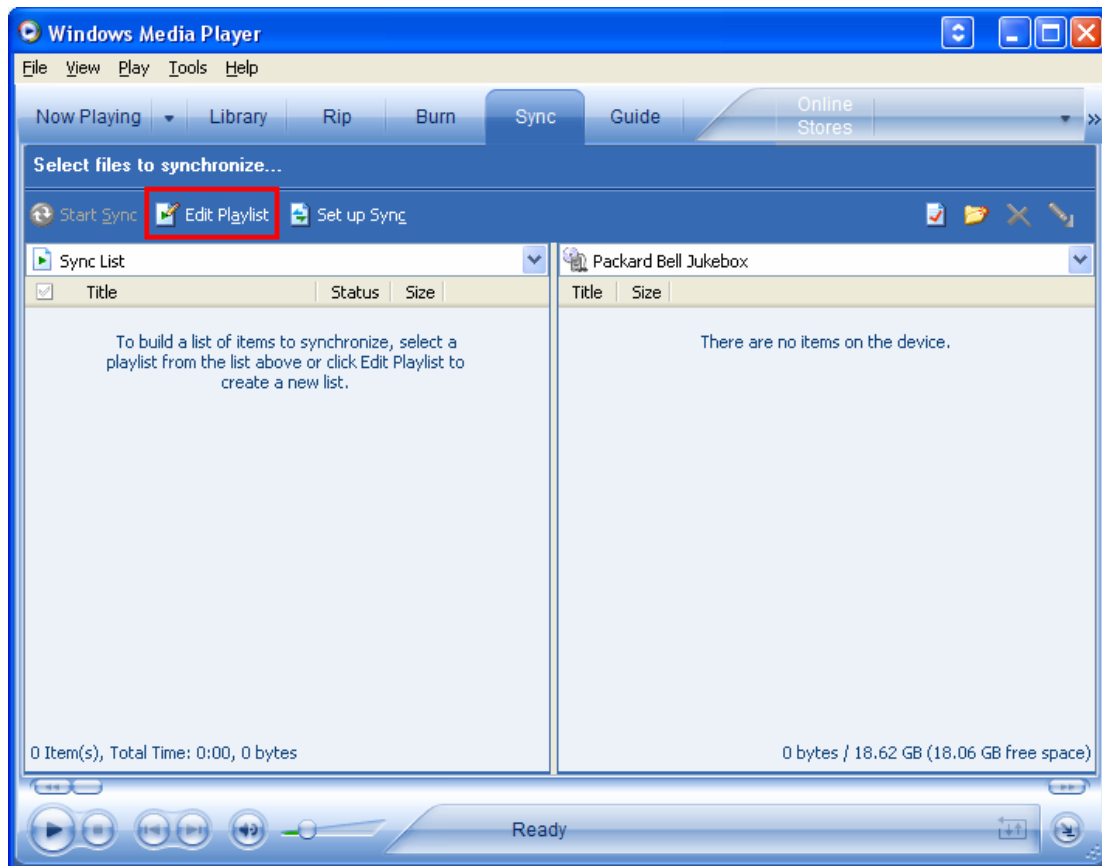 Windows Media Player
File View Play Tools Help
Now Playing Library Rip Burn Sync Guide Online Stores
Select files to synchronize...
Start Sync Edit Playlist Set up Sync
Sync List Packard Bell Jukebox
Title Status Size Title Size
To build a list of items to synchronize, select a
playlist from the list above or click Edit Playlist to
create a new list.
There are no items on the device.
0 Item(s), Total Time: 0:00, 0 bytes
0 bytes / 18.62 GB (18.06 GB free space)
Ready